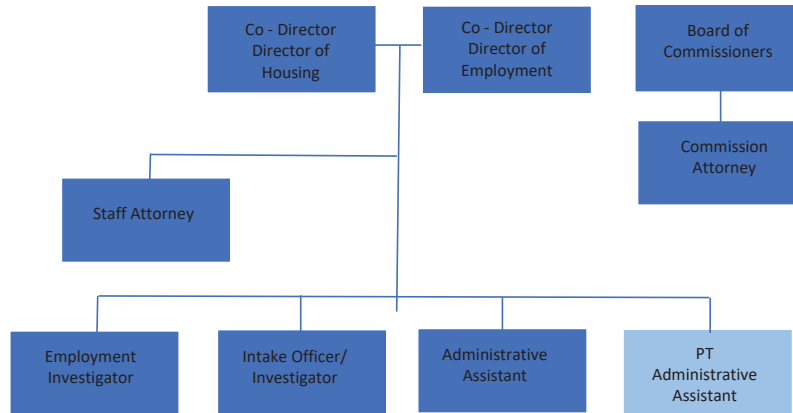 Co - Director
Director of
Housing
Co - Director
Director of
Employment
Board of
Commissioners
Commission
Attorney
Staff Attorney
Employment
Investigator
Intake Officer/
Investigator
Administrative
Assistant
PT
Administrative
Assistant